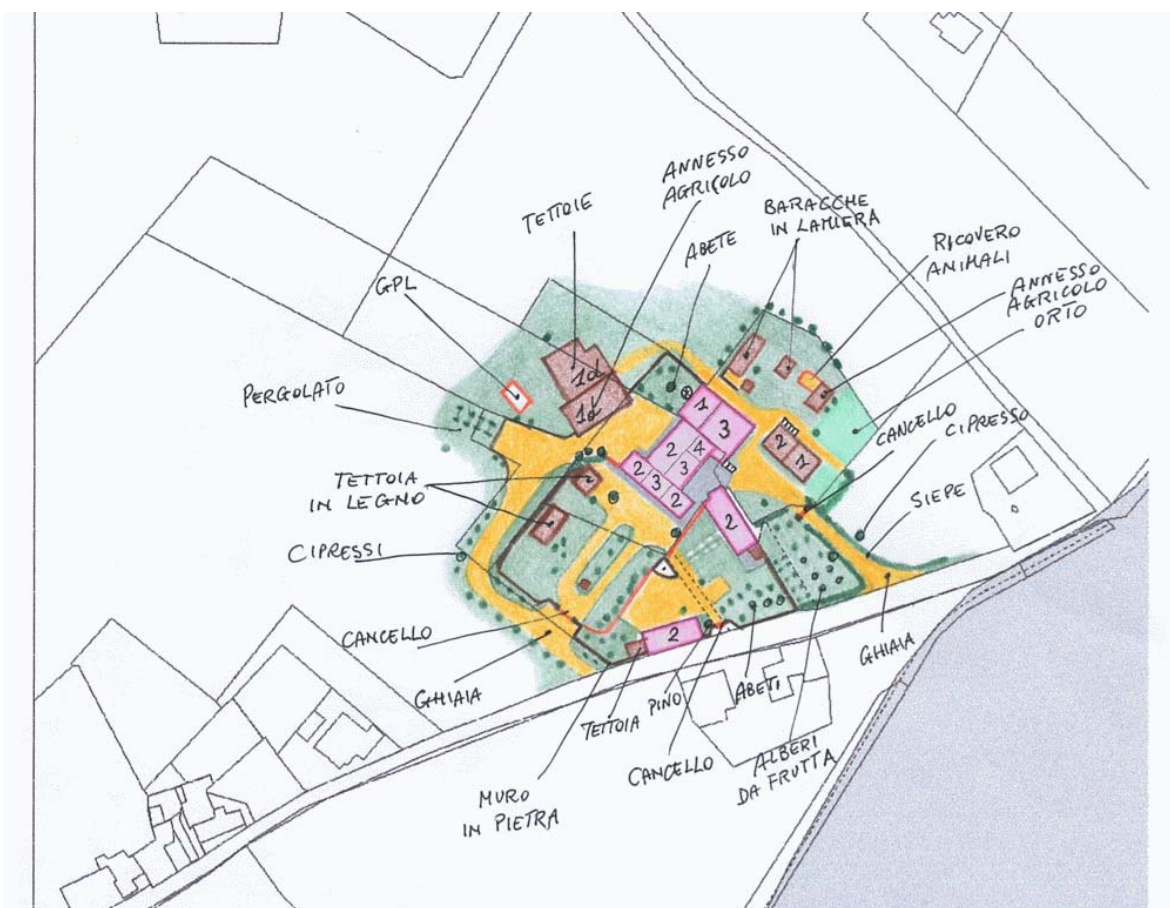 ANNESSO
AGRICOLO
TETTOIE
ABETE
BARACCHE
IN LAMIERA
RICOVERO
ANIMALI
ANNESSO
AGRICOLO
ORTO
GPL
PERGOLATO
CANCELLO
CIPRESSO
SIEPE
TETTOIA
IN LEGNO
CIPRESSI
CANCELLO
GHIAIA
GHIAIA
TETTOIA
PINO
ABETI
CANCELLO
ALBERI
DA FRUTTA
MURO
IN PIETRA
1d
1d
1
3
2
4
3
2
3
2
2
1
2
2